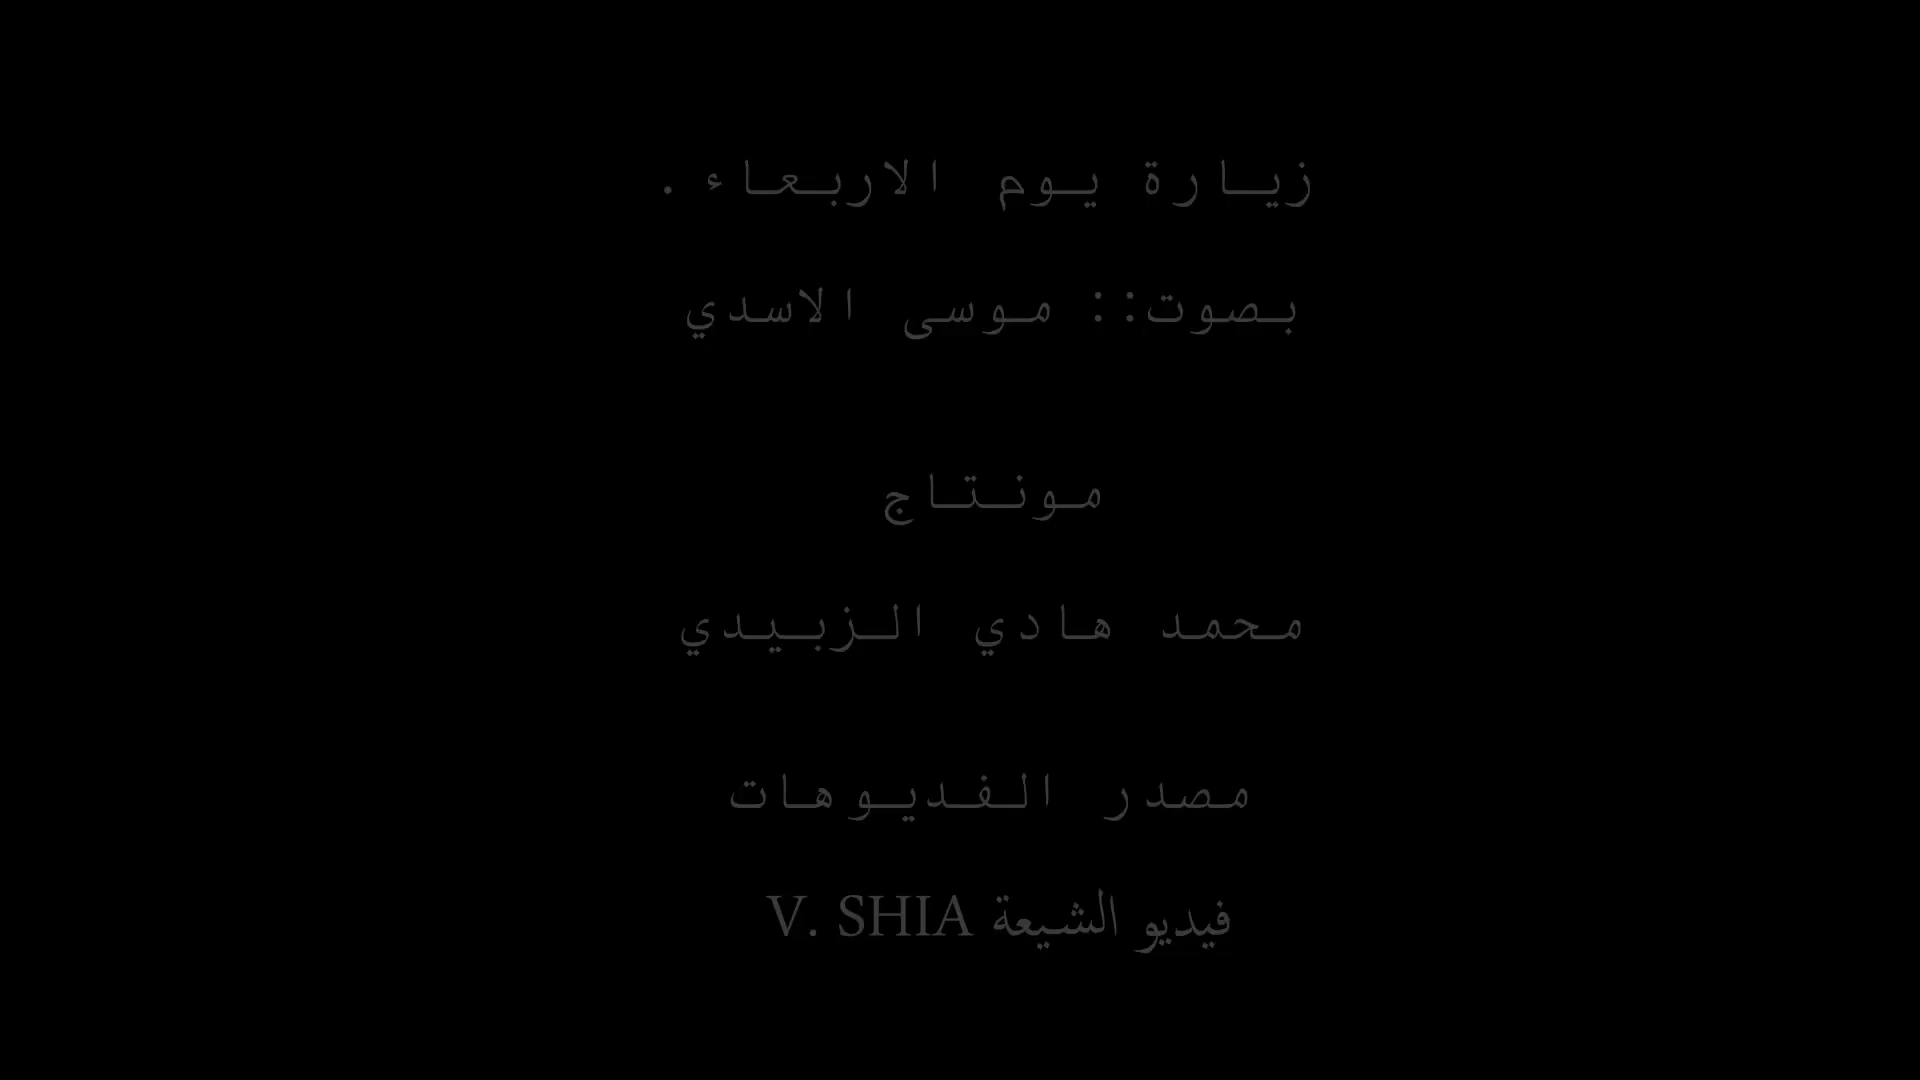 زيارة يوم الاربعاء .
بصوت:: موسى الاسدي
مونتاج
محمد هادي الزبيدي
مصدر الفديوهات
فيديو الشيعة V. SHIA